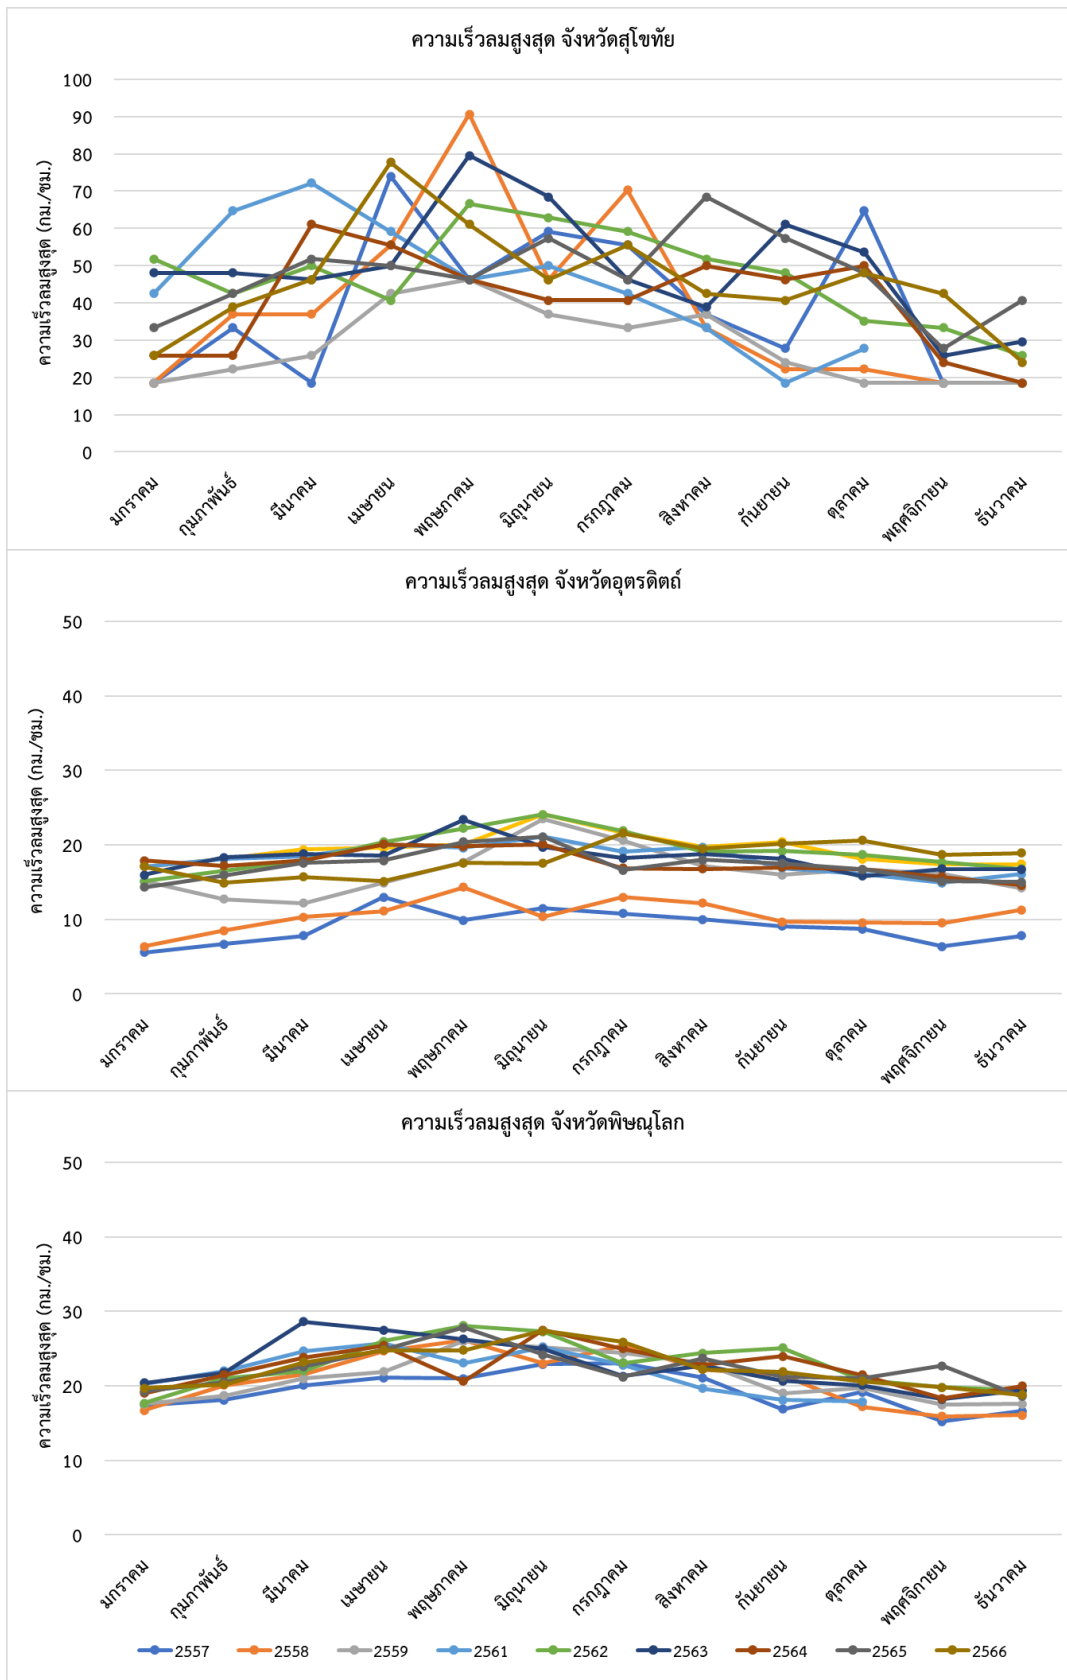 ความเร็วลมสูงสุด จังหวัดสุโขทัย
ความเร็วลมสูงสุด (กม./ชม.)
100
90
80
70
60
50
40
30
20
10
0
มกราคม
กุมภาพันธ์
มีนาคม
เมษายน
พฤษภาคม
มิถุนายน
กรกฎาคม
สิงหาคม
กันยายน
ตุลาคม
พฤศจิกายน
ธันวาคม
ความเร็วลมสูงสุด จังหวัดอุตรดิตถ์
ความเร็วลมสูงสุด (กม./ชม.)
50
40
30
20
10
0
มกราคม
กุมภาพันธ์
มีนาคม
เมษายน
พฤษภาคม
มิถุนายน
กรกฎาคม
สิงหาคม
กันยายน
ตุลาคม
พฤศจิกายน
ธันวาคม
ความเร็วลมสูงสุด จังหวัดพิษณุโลก
ความเร็วลมสูงสุด (กม./ชม.)
50
40
30
20
10
0
มกราคม
กุมภาพันธ์
มีนาคม
เมษายน
พฤษภาคม
มิถุนายน
กรกฎาคม
สิงหาคม
กันยายน
ตุลาคม
พฤศจิกายน
ธันวาคม
2557 2558 2559 2561 2562 2563 2564 2565 2566